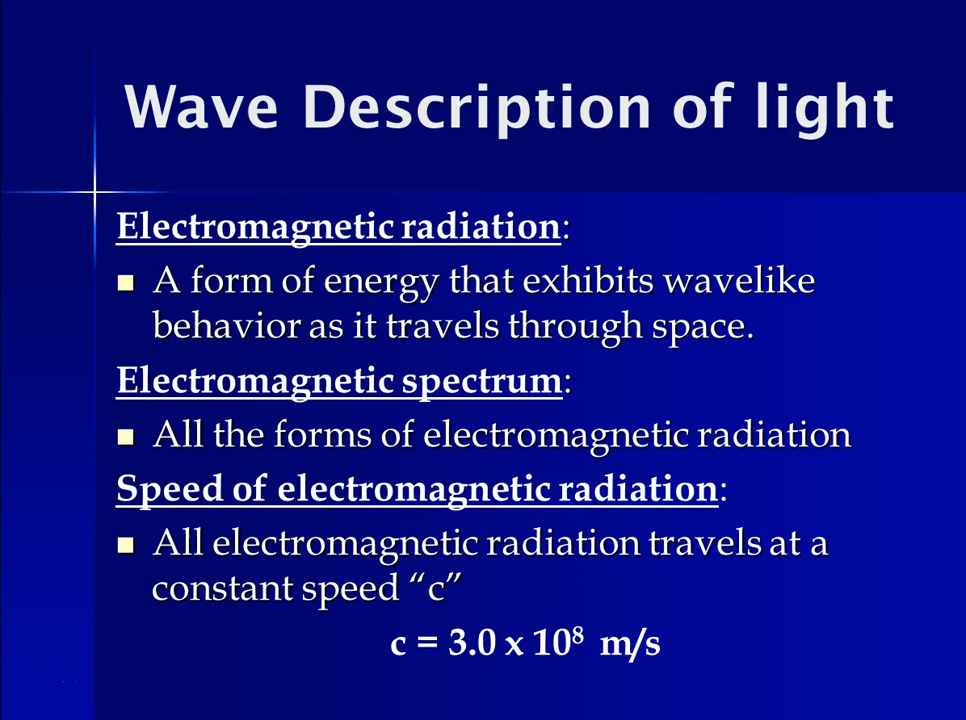 Wave Description of light
Electromagnetic radiation:
■ A form of energy that exhibits wavelike
behavior as it travels through space.
Electromagnetic spectrum:
■ All the forms of electromagnetic radiation
Speed of electromagnetic radiation:
■ All electromagnetic radiation travels at a
constant speed “c”
c = 3.0 x 10⁸ m/s